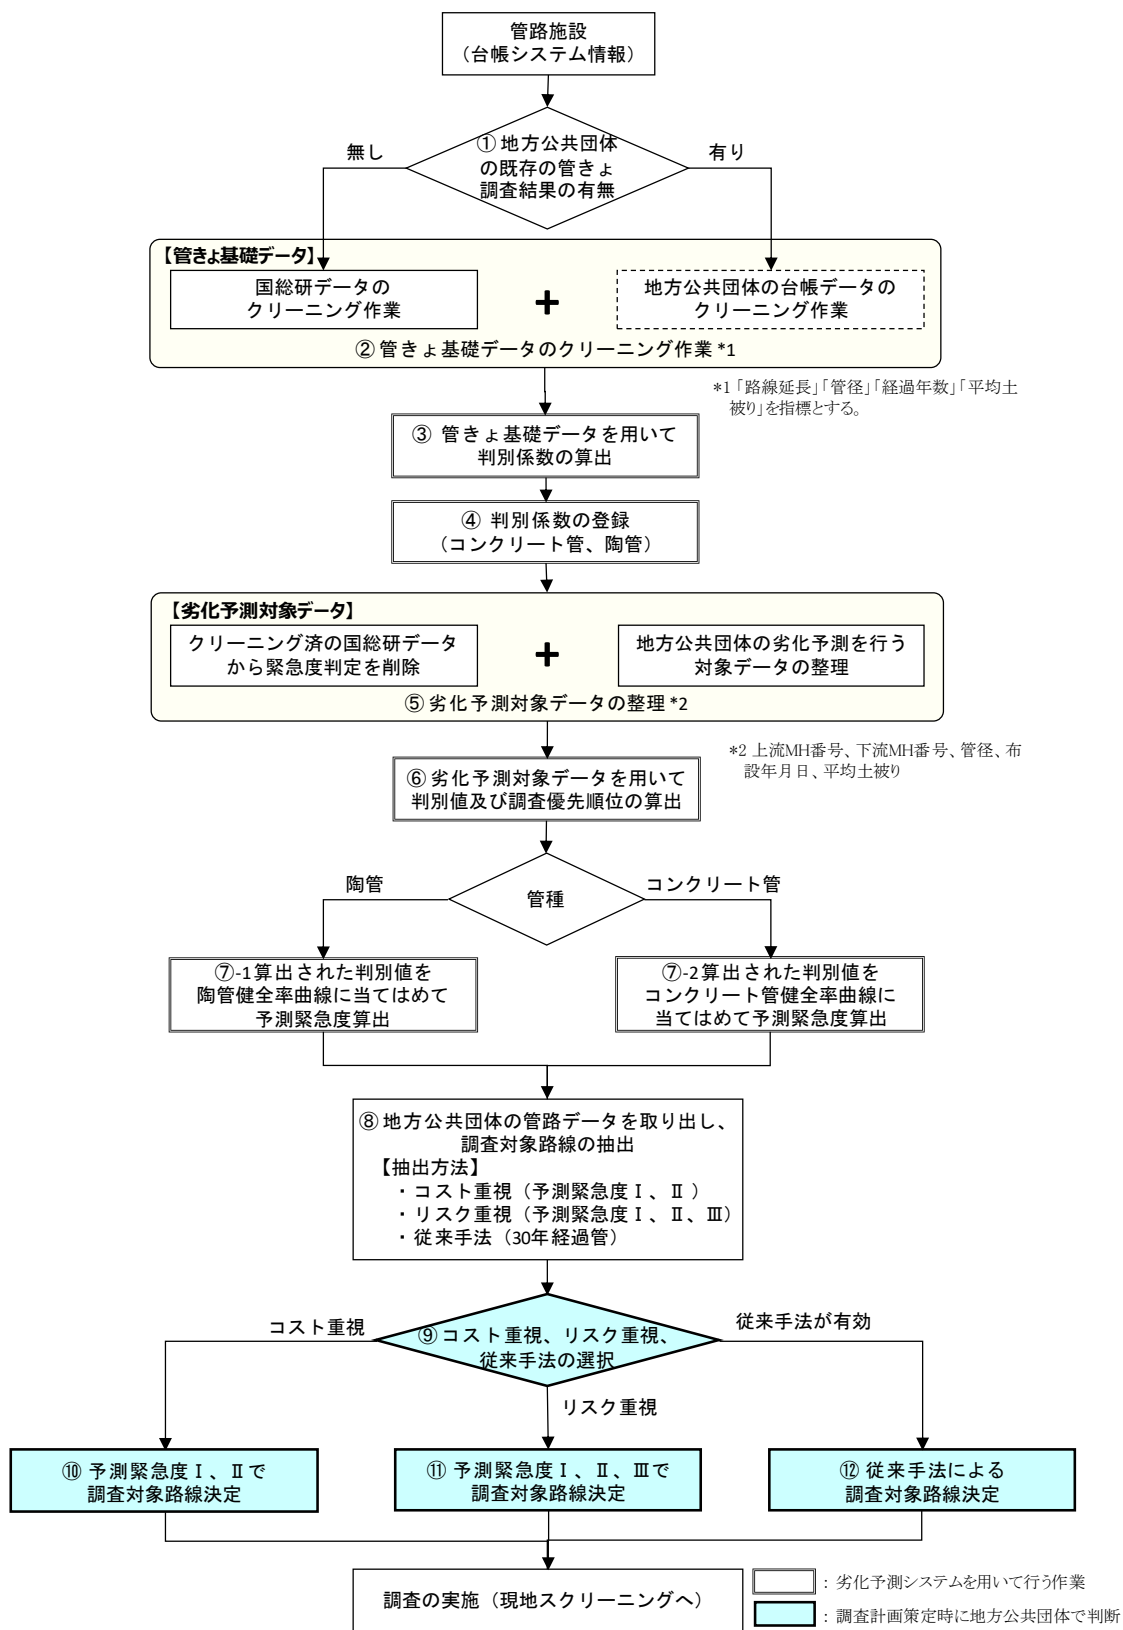 管路施設
（台帳システム情報）
① 地方公共団体
の既存の管きょ
調査結果の有無
無し
有り
【管きょ基礎データ】
国総研データの
クリーニング作業
+
地方公共団体の台帳データの
クリーニング作業
② 管きょ基礎データのクリーニング作業 *1
*1 「路線延長」「管径」「経過年数」「平均土
被り」を指標とする。
③ 管きょ基礎データを用いて
判別係数の算出
④ 判別係数の登録
（コンクリート管、陶管）
【劣化予測対象データ】
クリーニング済の国総研データ
から緊急度判定を削除
+
地方公共団体の劣化予測を行う
対象データの整理
⑤ 劣化予測対象データの整理 *2
*2 上流MH番号、下流MH番号、管径、布
設年月日、平均土被り
⑥ 劣化予測対象データを用いて
判別値及び調査優先順位の算出
陶管
管種
コンクリート管
⑦-1算出された判別値を
陶管健全率曲線に当てはめて
予測緊急度算出
⑦-2算出された判別値を
コンクリート管健全率曲線に
当てはめて予測緊急度算出
⑧ 地方公共団体の管路データを取り出し、
調査対象路線の抽出
【抽出方法】
・コスト重視（予測緊急度Ⅰ、Ⅱ）
・リスク重視（予測緊急度Ⅰ、Ⅱ、Ⅲ）
・従来手法（30年経過管）
コスト重視
⑨ コスト重視、リスク重視、
従来手法の選択
従来手法が有効
リスク重視
⑩ 予測緊急度Ⅰ、Ⅱで
調査対象路線決定
⑪ 予測緊急度Ⅰ、Ⅱ、Ⅲで
調査対象路線決定
⑫ 従来手法による
調査対象路線決定
調査の実施（現地スクリーニングへ）
：劣化予測システムを用いて行う作業
：調査計画策定時に地方公共団体で判断